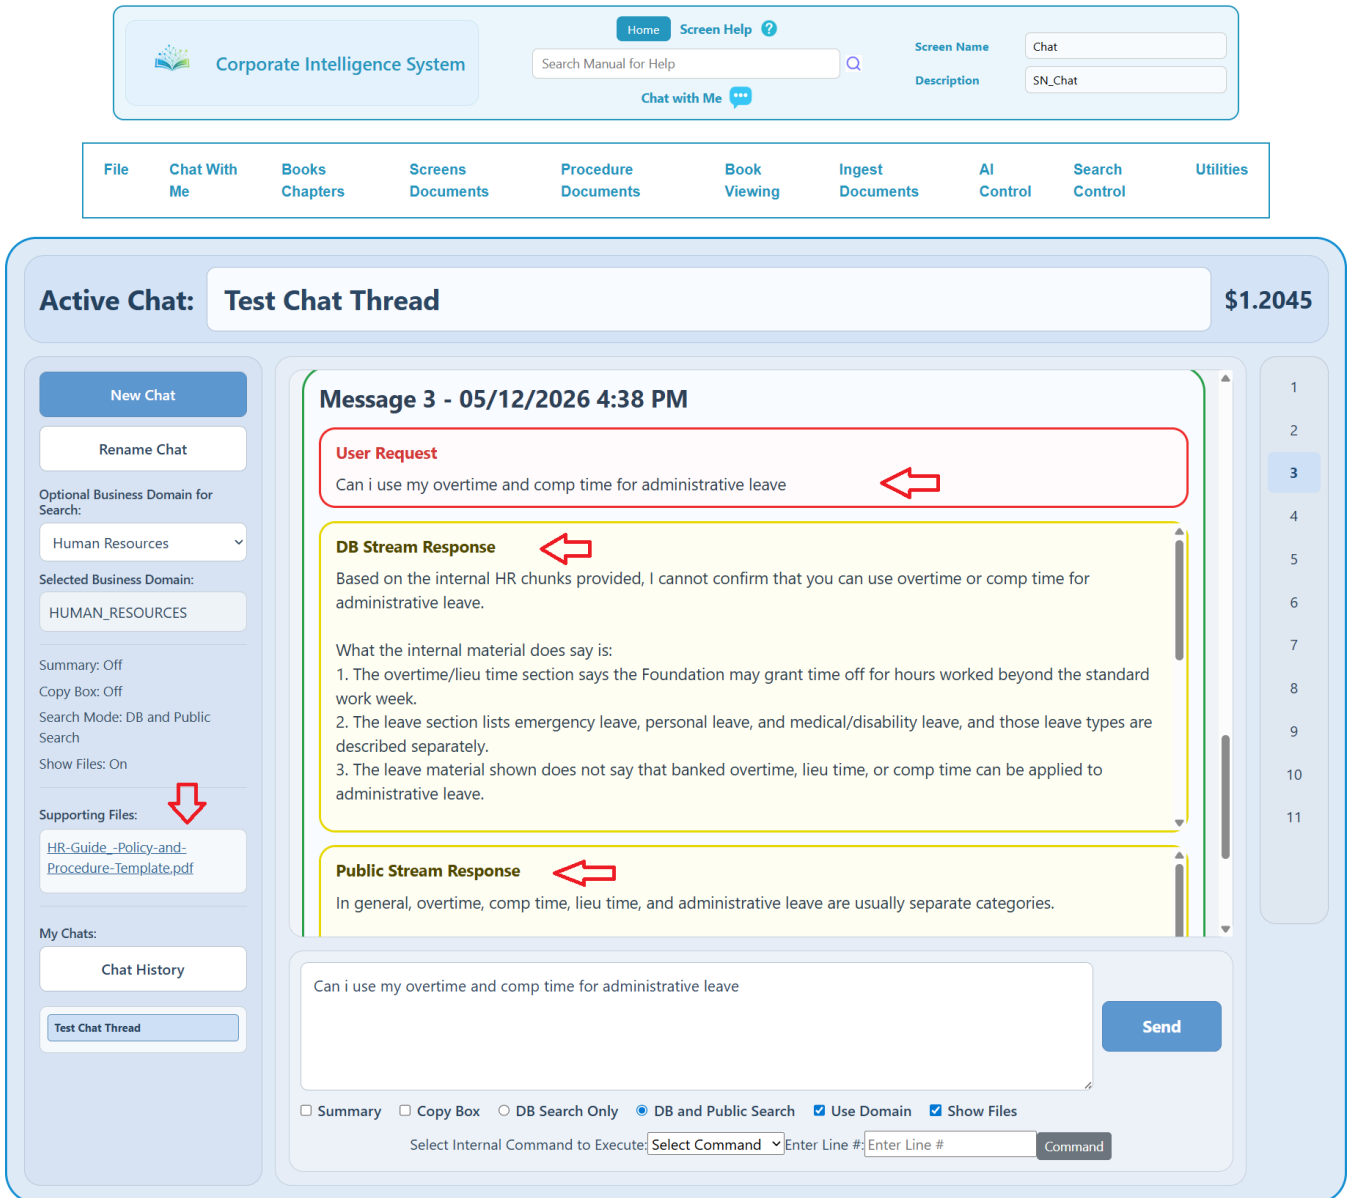 Corporate Intelligence System
Home
Screen Help ?
Search Manual for Help
Chat with Me
Screen Name
Chat
Description
SN_Chat
File
Chat With
Me
Books
Chapters
Screens
Documents
Procedure
Documents
Book
Viewing
Ingest
Documents
AI
Control
Search
Control
Utilities
Active Chat:
Test Chat Thread
$1.2045
New Chat
Rename Chat
Optional Business Domain for
Search:
Human Resources
Selected Business Domain:
HUMAN_RESOURCES
Summary: Off
Copy Box: Off
Search Mode: DB and Public
Search
Show Files: On
Supporting Files:
HR-Guide_-Policy-and-
Procedure-Template.pdf
My Chats:
Chat History
Test Chat Thread
Message 3 - 05/12/2026 4:38 PM
User Request
Can i use my overtime and comp time for administrative leave
DB Stream Response
Based on the internal HR chunks provided, I cannot confirm that you can use overtime or comp time for
administrative leave.
What the internal material does say is:
1. The overtime/lieu time section says the Foundation may grant time off for hours worked beyond the standard
work week.
2. The leave section lists emergency leave, personal leave, and medical/disability leave, and those leave types are
described separately.
3. The leave material shown does not say that banked overtime, lieu time, or comp time can be applied to
administrative leave.
Public Stream Response
In general, overtime, comp time, lieu time, and administrative leave are usually separate categories.
Can i use my overtime and comp time for administrative leave
Send
Summary
Copy Box
DB Search Only
DB and Public Search
Use Domain
Show Files
Select Internal Command to Execute:
Select Command
Enter Line #:
Enter Line #
Command
1
2
3
4
5
6
7
8
9
10
11